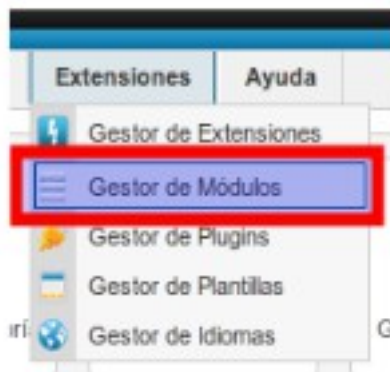 Extensiones Ayuda
Gestor de Extensiones
Gestor de Módulos
Gestor de Plugins
Gestor de Plantillas
Gestor de Idiomas